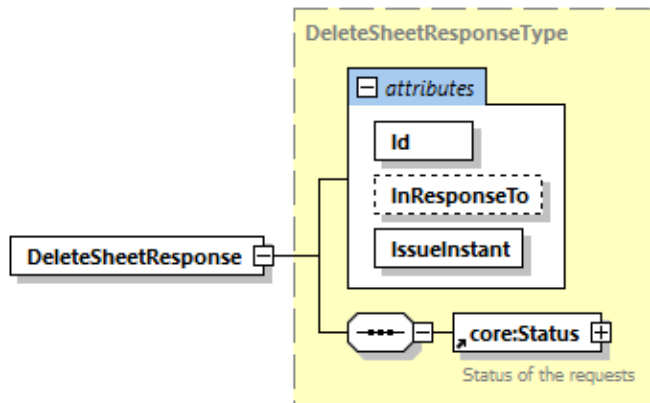 DeleteSheetResponseType
attributes
Id
InResponseTo
IssueInstant
DeleteSheetResponse
core:Status
Status of the requests